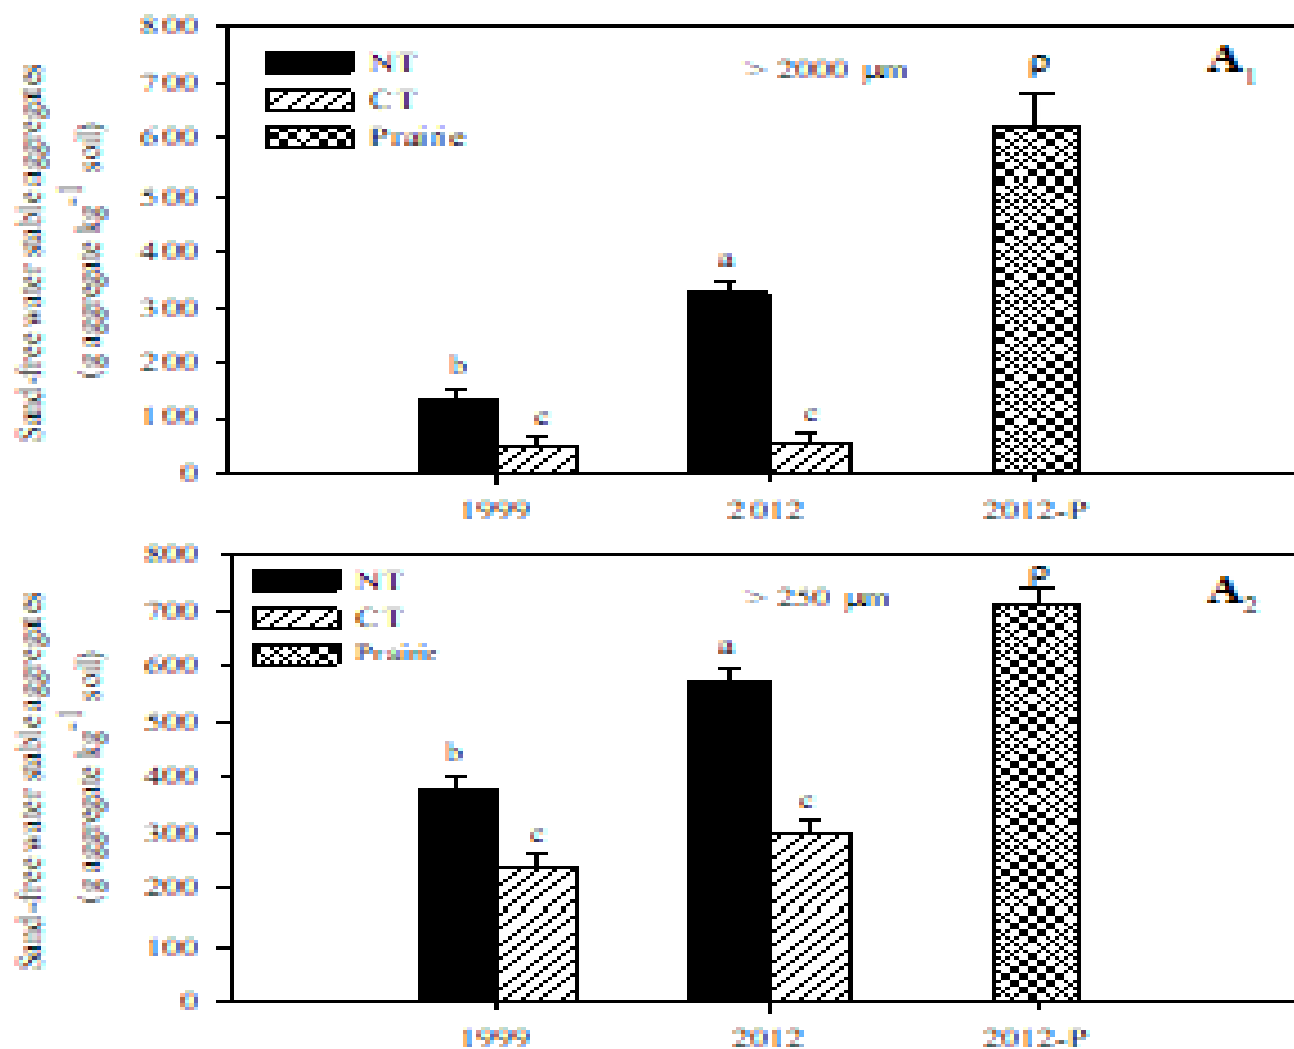 Sand-free water stable aggregates
(g aggregate kg-1 soil)
800
700
600
500
400
300
200
100
0
NT
CT
Prairie
> 2000 µm
A1
b
c
a
c
p
1999
2012
2012-P
Sand-free water stable aggregates
(g aggregate kg-1 soil)
800
700
600
500
400
300
200
100
0
NT
CT
Prairie
> 250 µm
A2
b
c
a
c
p
1999
2012
2012-P